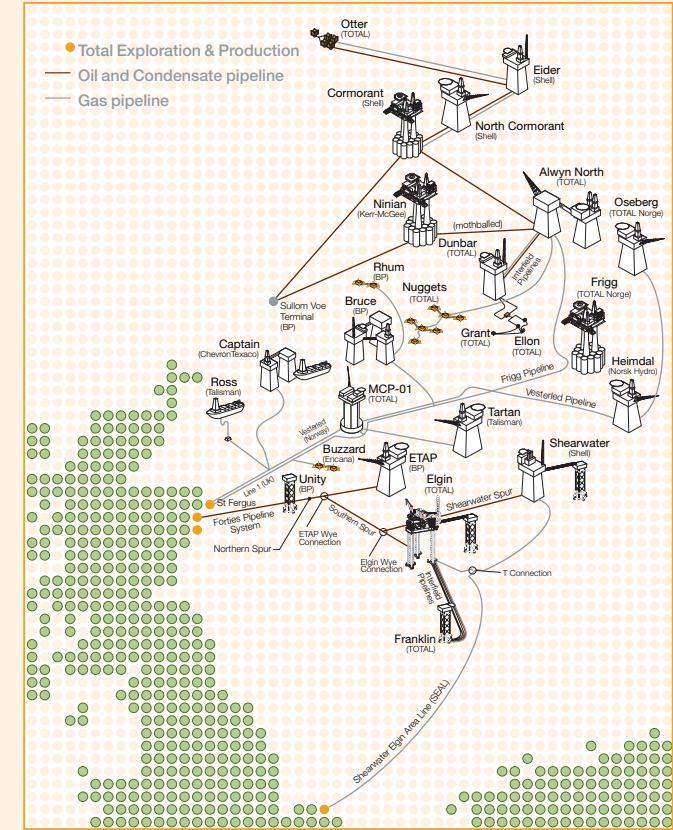 Otter
(TOTAL)
Total Exploration & Production
Oil and Condensate pipeline
Gas pipeline
Eider
(Shell)
Cormorant
(Shell)
North Cormorant
(Shell)
Alwyn North
(TOTAL)
Oseberg
(TOTAL Norge)
Ninian
(Kerr-McGee)
(mothballed)
Dunbar
(TOTAL)
Interfield
Pipelines
Rhum
(BP)
Nuggets
(TOTAL)
Frigg
(TOTAL Norge)
Sullom Voe
Terminal
(BP)
Bruce
(BP)
Grant
(TOTAL)
Ellon
(TOTAL)
Captain
(ChevronTexaco)
Heimdal
(Norsk Hydro)
Frigg Pipeline
Ross
(Talisman)
MCP-01
(TOTAL)
Vesterled Pipeline
Tartan
(Talisman)
Vesterled
(Norway)
Shearwater
(Shell)
Buzzard
(Encana)
ETAP
(BP)
Line 1 (UK)
Unity
(BP)
Elgin
(TOTAL)
St Fergus
Shearwater Spur
Forties Pipeline
System
Southern Spur
ETAP Wye
Connection
Northern Spur
Elgin Wye
Connection
T Connection
Interfield
Pipelines
Franklin
(TOTAL)
Shearwater Elgin Area Line (SEAL)